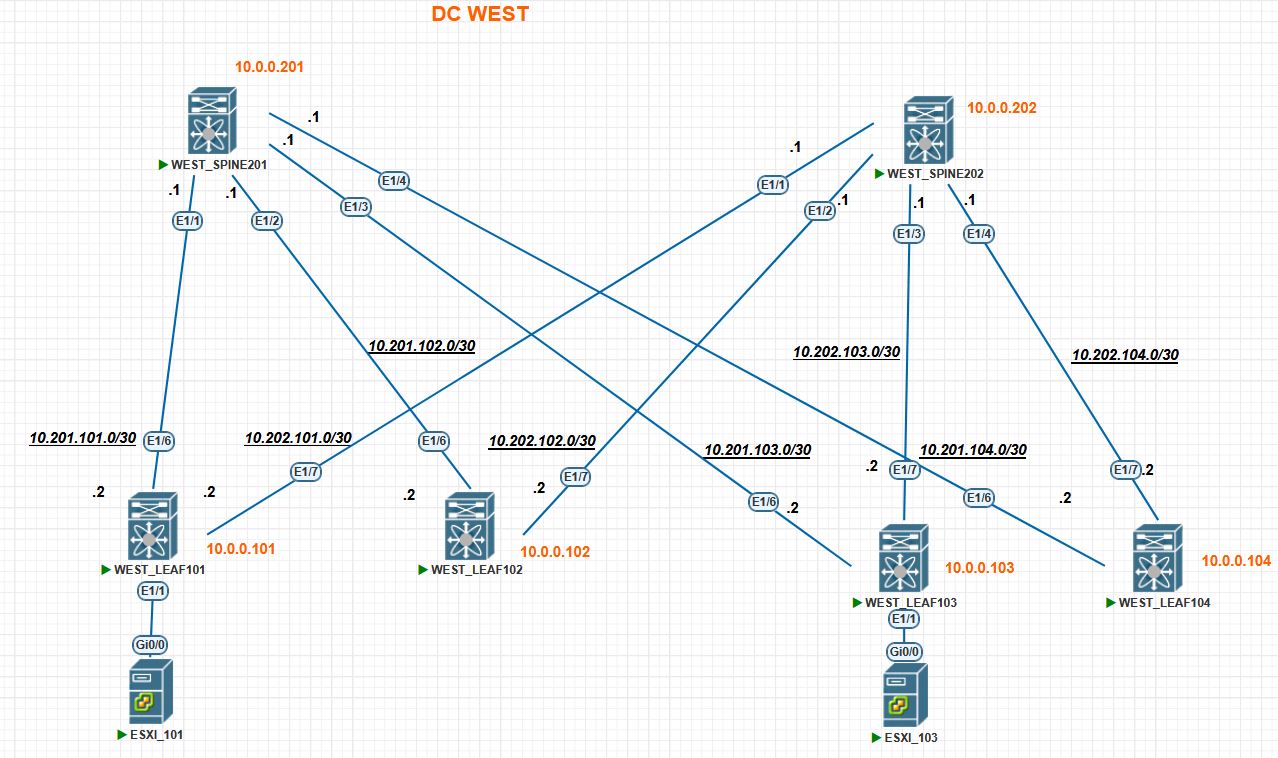 DC WEST
10.0.0.201
10.0.0.202
.1
.1
.1
WEST_SPINE201
WEST_SPINE202
E1/4
E1/1
.1
.1
E1/3
.1
.1
.1
E1/2
E1/1
E1/2
E1/3
E1/4
10.201.102.0/30
10.202.103.0/30
10.202.104.0/30
10.201.101.0/30
E1/6
10.202.101.0/30
E1/6
10.202.102.0/30
10.201.103.0/30
10.201.104.0/30
E1/7
E1/7
.2
E1/7
E1/7
.2
.2
.2
.2
.2
E1/6
.2
E1/6
.2
10.0.0.101
10.0.0.102
10.0.0.103
10.0.0.104
WEST_LEAF101
WEST_LEAF102
WEST_LEAF103
WEST_LEAF104
E1/1
E1/1
Gi0/0
Gi0/0
ESXI_101
ESXI_103